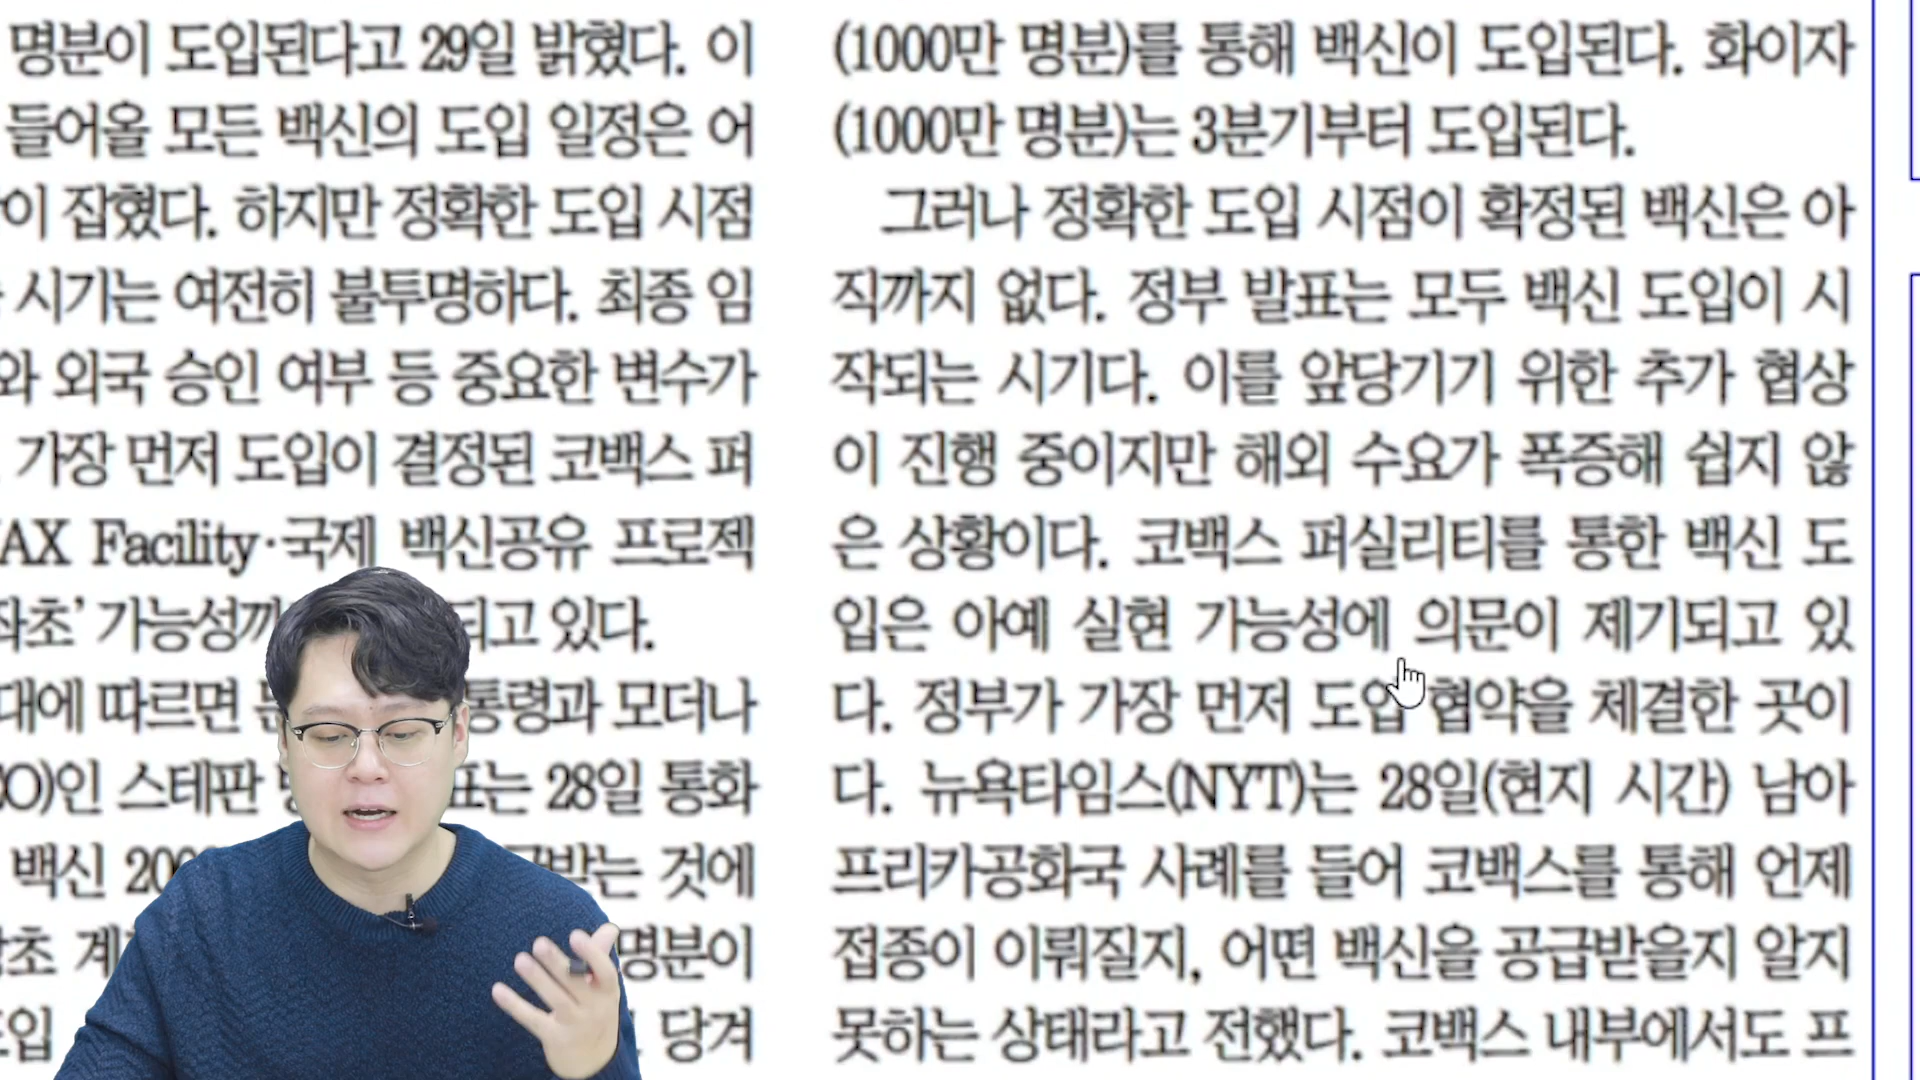 명분이 도입된다고 29일 밝혔다. 이
들어올 모든 백신의 도입 일정은 어
이 잡혔다. 하지만 정확한 도입 시점
시기는 여전히 불투명하다. 최종 임
와 외국 승인 여부 등 중요한 변수가
가장 먼저 도입이 결정된 코백스 퍼
AX Facility·국제 백신공유 프로젝
좌초’ 가능성까 되고 있다.
대에 따르면 통령과 모더나
EO)인 스테판 표는 28일 통화
백신 200 받는 것에
당초 계 명분이
도입 당겨
(1000만 명분)를 통해 백신이 도입된다. 화이자
(1000만 명분)는 3분기부터 도입된다.
그러나 정확한 도입 시점이 확정된 백신은 아
직까지 없다. 정부 발표는 모두 백신 도입이 시
작되는 시기다. 이를 앞당기기 위한 추가 협상
이 진행 중이지만 해외 수요가 폭증해 쉽지 않
은 상황이다. 코백스 퍼실리티를 통한 백신 도
입은 아예 실현 가능성에 의문이 제기되고 있
다. 정부가 가장 먼저 도입 협약을 체결한 곳이
다. 뉴욕타임스(NYT)는 28일(현지 시간) 남아
프리카공화국 사례를 들어 코백스를 통해 언제
접종이 이뤄질지, 어떤 백신을 공급받을지 알지
못하는 상태라고 전했다. 코백스 내부에서도 프